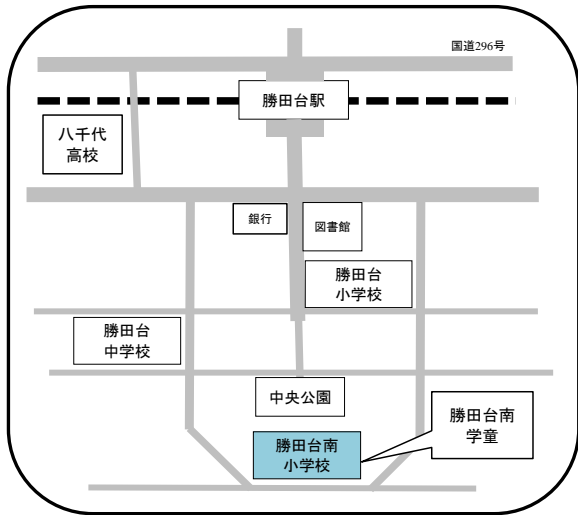 国道296号
勝田台駅
八千代
高校
銀行
図書館
勝田台
小学校
勝田台
中学校
中央公園
勝田台南
学童
勝田台南
小学校